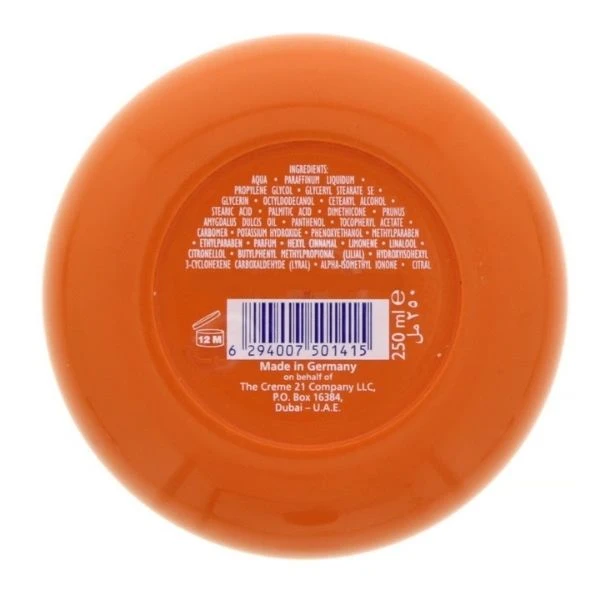 INGREDIENTS:
AQUA • PARAFFINUM LIQUIDUM •
PROPYLENE GLYCOL • GLYCERYL STEARATE SE •
GLYCERIN • OCTYLDODECANOL • CETEARYL ALCOHOL •
STEARIC ACID • PALMITIC ACID • DIMETHICONE • PRUNUS
AMYGDALUS DULCIS OIL • PANTHENOL • TOCOPHERYL ACETATE •
CARBOMER • POTASSIUM HYDROXIDE • PHENOXYETHANOL • METHYLPARABEN
• ETHYLPARABEN • PARFUM • HEXYL CINNAMAL • LIMONENE • LINALOOL •
CITRONELLOL • BUTYLPHENYL METHYLPROPIONAL (LILIAL) • HYDROXYISOHEXYL
3-CYCLOHEXENE CARBOXALDEHYDE (LYRAL) • ALPHA-ISOMETHYL IONONE • CITRAL
12 M
6 294007 501415
250 ml e
٢٥٠ مل
Made in Germany
on behalf of
The Creme 21 Company LLC,
P.O. Box 16384,
Dubai – U.A.E.